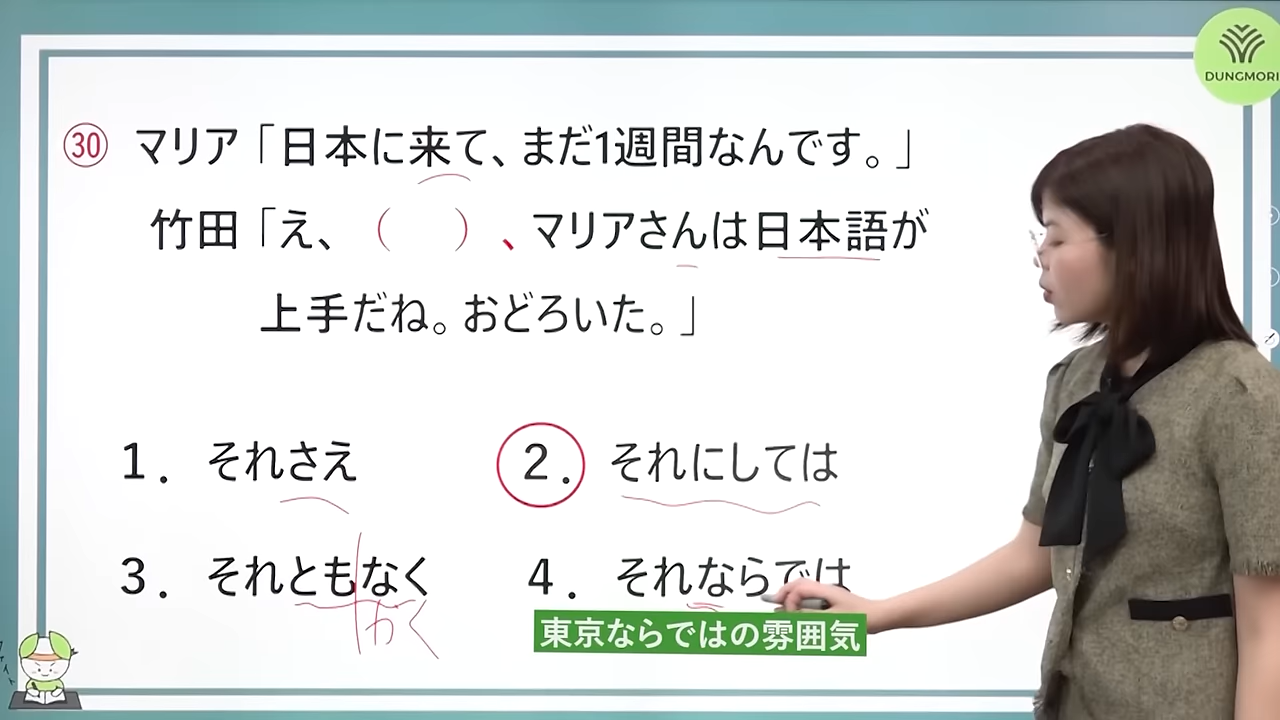 DUNGMORI
30 マリア「日本に来て、まだ1週間なんです。」
竹田「え、( )、マリアさんは日本語が
上手だね。おどろいた。」
1. それさえ
2. それにしては
3. それともなく
かく
4. それならでは
東京ならではの雰囲気